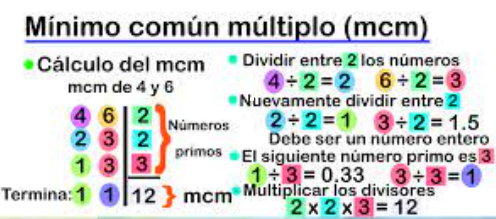 Mínimo común múltiplo (mcm)
Cálculo del mcm
mcm de 4 y 6
4 6 2
2 3 2
1 3 3
Termina: 1 1 12 } mcm
Números
primos
Dividir entre 2 los números
4 ÷ 2 = 2 6 ÷ 2 = 3
Nuevamente dividir entre 2
2 ÷ 2 = 1 3 ÷ 2 = 1.5
Debe ser un numero entero
El siguiente número primo es 3
1 ÷ 3 = 0.33 3 ÷ 3 = 1
Multiplicar los divisores
2 x 2 x 3 = 12